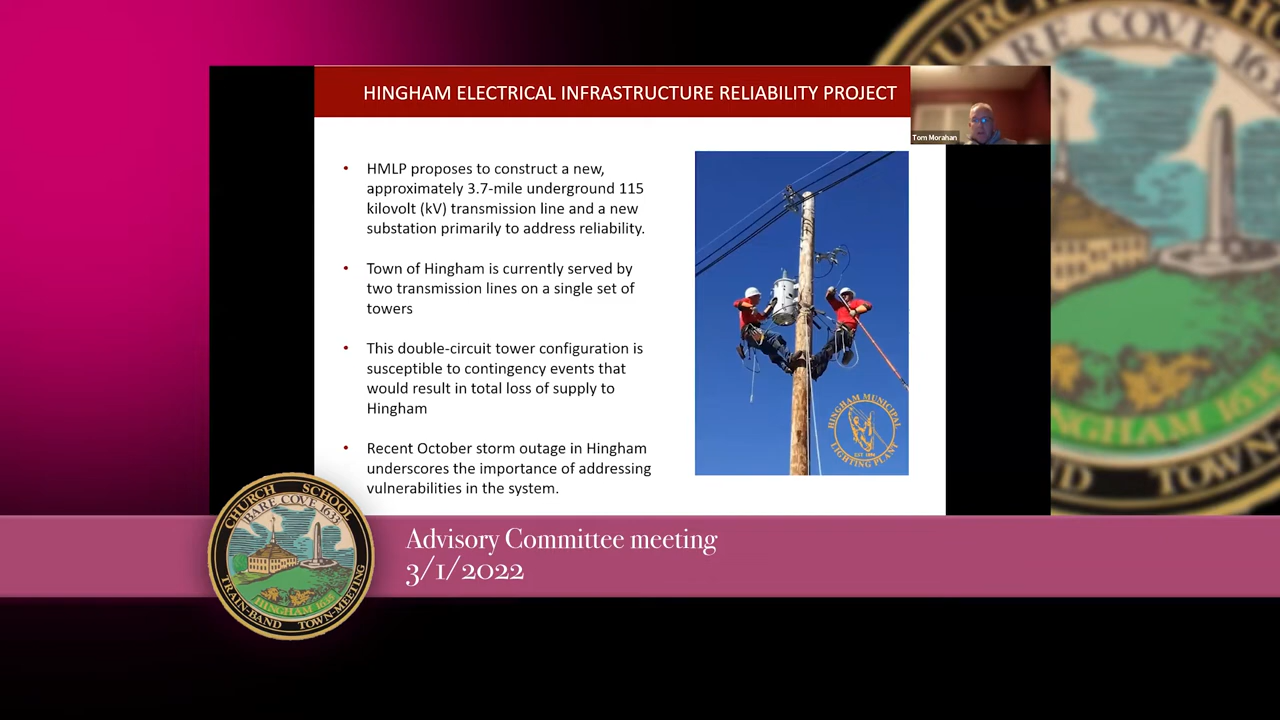 HINGHAM ELECTRICAL INFRASTRUCTURE RELIABILITY PROJECT
Tom Morahan
• HMLP proposes to construct a new,
approximately 3.7-mile underground 115
kilovolt (kV) transmission line and a new
substation primarily to address reliability.
• Town of Hingham is currently served by
two transmission lines on a single set of
towers
• This double-circuit tower configuration is
susceptible to contingency events that
would result in total loss of supply to
Hingham
• Recent October storm outage in Hingham
underscores the importance of addressing
vulnerabilities in the system.
HINGHAM MUNICIPAL
LIGHTING PLANT
CHURCH SCHOOL
BARE COVE 1633
HINGHAM 1635
TRAIN-BAND TOWN-MEETING
Advisory Committee meeting
3/1/2022